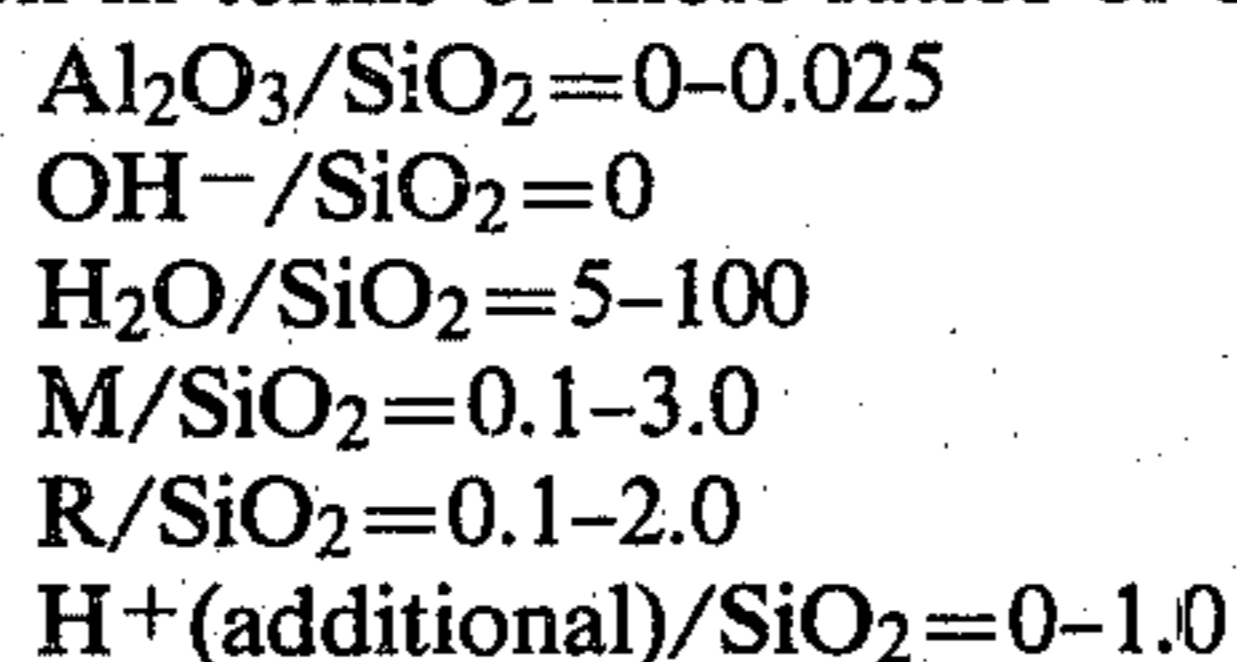 Al₂O₃/SiO₂=0–0.025
OH⁻/SiO₂=0
H₂O/SiO₂=5–100
M/SiO₂=0.1–3.0
R/SiO₂=0.1–2.0
H⁺(additional)/SiO₂=0–1.0